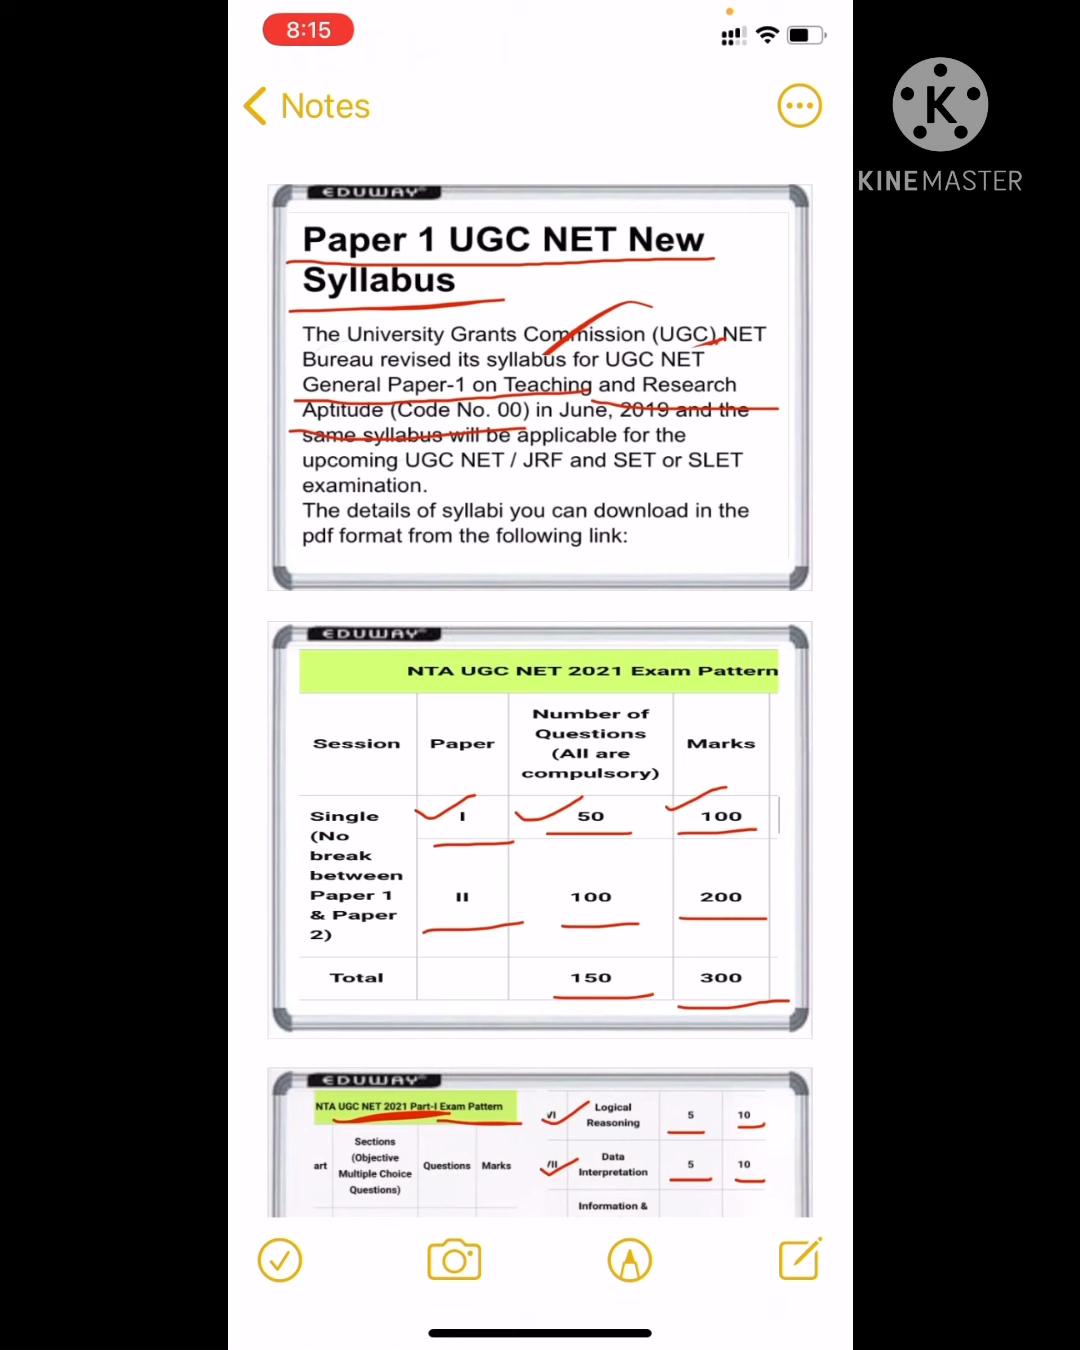 8:15
Notes
KINEMASTER
EDUWAY
Paper 1 UGC NET New
Syllabus
The University Grants Commission (UGC) NET
Bureau revised its syllabus for UGC NET
General Paper-1 on Teaching and Research
Aptitude (Code No. 00) in June, 2019 and the
same syllabus will be applicable for the
upcoming UGC NET / JRF and SET or SLET
examination.
The details of syllabi you can download in the
pdf format from the following link:
EDUWAY
NTA UGC NET 2021 Exam Pattern
Session
Paper
Number of
Questions
(All are
compulsory)
Marks
Single
(No
break
between
Paper 1
& Paper
2)
I
50
100
II
100
200
Total
150
300
EDUWAY
NTA UGC NET 2021 Part-I Exam Pattern
art
Sections
(Objective
Multiple Choice
Questions)
Questions
Marks
VI
Logical
Reasoning
5
10
VII
Data
Interpretation
5
10
Information &